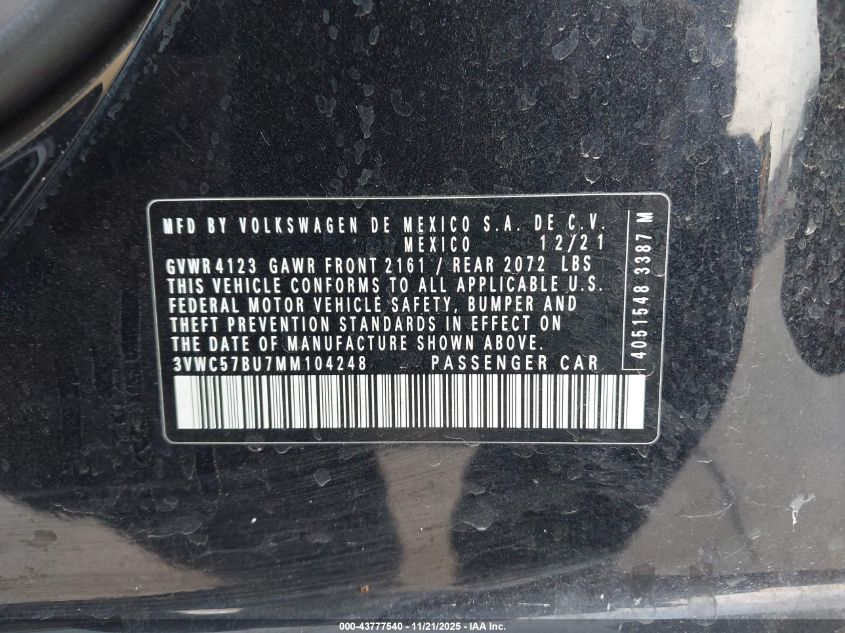 MFD BY VOLKSWAGEN DE MEXICO S.A. DE C.V.
MEXICO 12/21
GVWR 4123 GAWR FRONT 2161 / REAR 2072 LBS
THIS VEHICLE CONFORMS TO ALL APPLICABLE U.S.
FEDERAL MOTOR VEHICLE SAFETY, BUMPER AND
THEFT PREVENTION STANDARDS IN EFFECT ON
THE DATE OF MANUFACTURE SHOWN ABOVE.
3VWC57BU7MM104248 PASSENGER CAR
4051548 3387 M
000-43777540 - 11/21/2025 - IAA Inc.